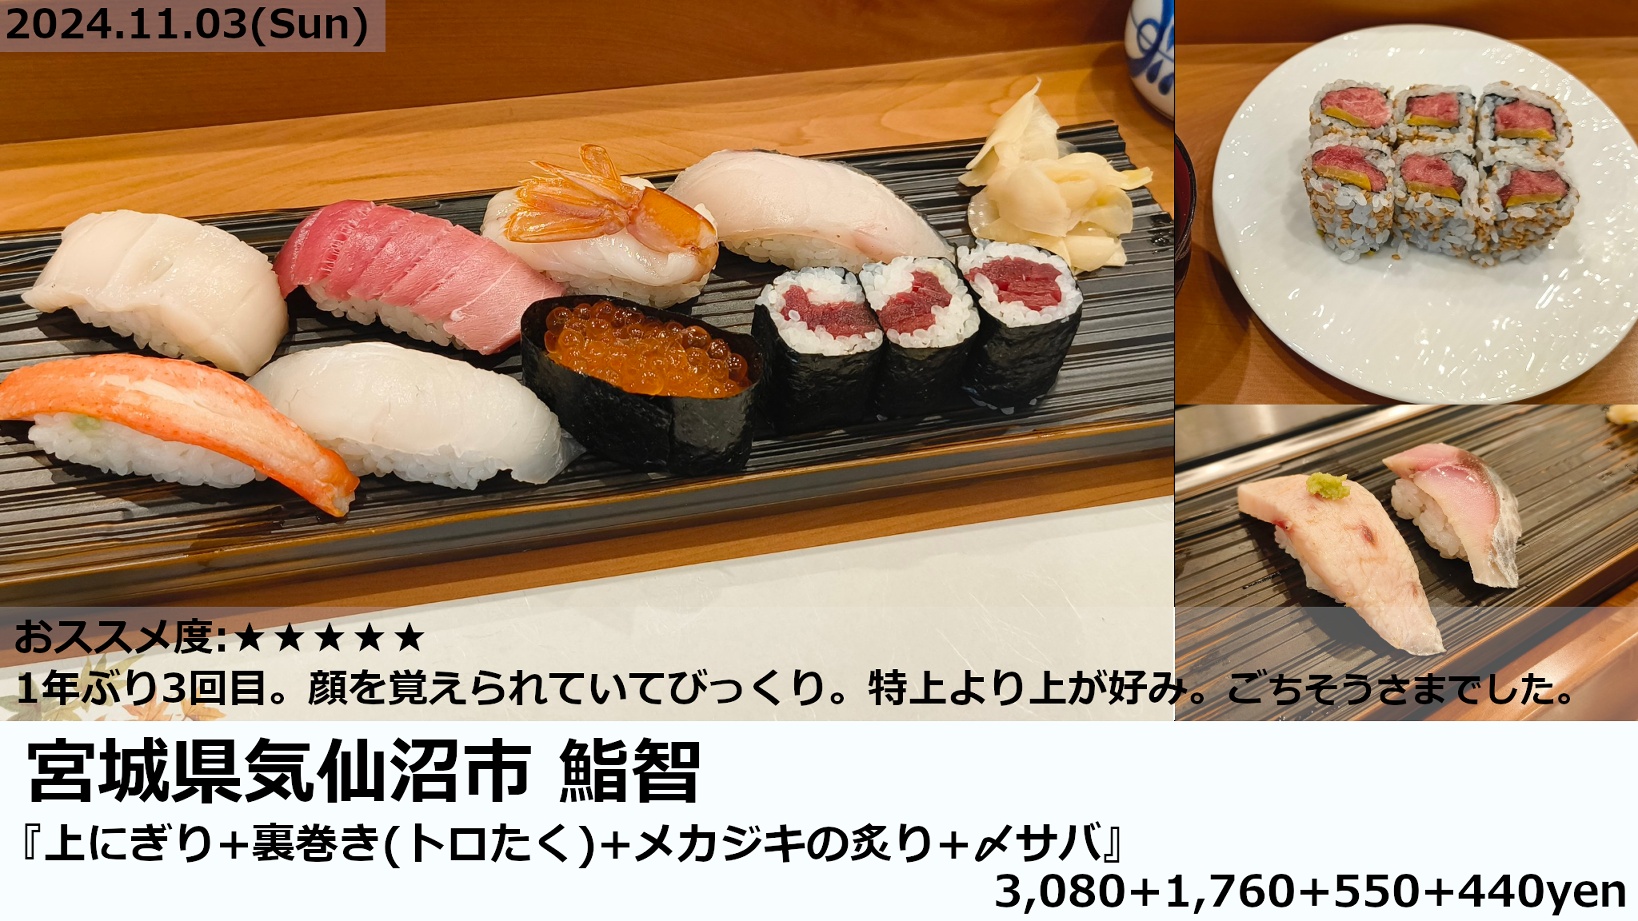 2024.11.03(Sun)
おススメ度:★★★★★
1年ぶり3回目。顔を覚えられていてびっくり。特上より上が好み。ごちそうさまでした。
宮城県気仙沼市 鮨智
『上にぎり+裏巻き(トロたく)+メカジキの炙り+〆サバ』
3,080+1,760+550+440yen